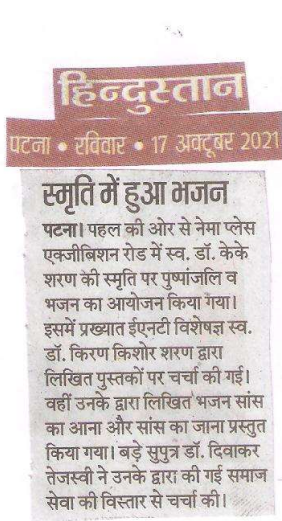 हिन्दुस्तान
पटना • रविवार • 17 अक्टूबर 2021
स्मृति में हुआ भजन
पटना। पहल की ओर से नेमा प्लेस
एक्जीबिशन रोड में स्व. डॉ. केके
शरण की स्मृति पर पुष्पांजलि व
भजन का आयोजन किया गया।
इसमें प्रख्यात ईएनटी विशेषज्ञ स्व.
डॉ. किरण किशोर शरण द्वारा
लिखित पुस्तकों पर चर्चा की गई।
वहीं उनके द्वारा लिखित भजन सांस
का आना और सांस का जाना प्रस्तुत
किया गया। बड़े सुपुत्र डॉ. दिवाकर
तेजस्वी ने उनके द्वारा की गई समाज
सेवा की विस्तार से चर्चा की।